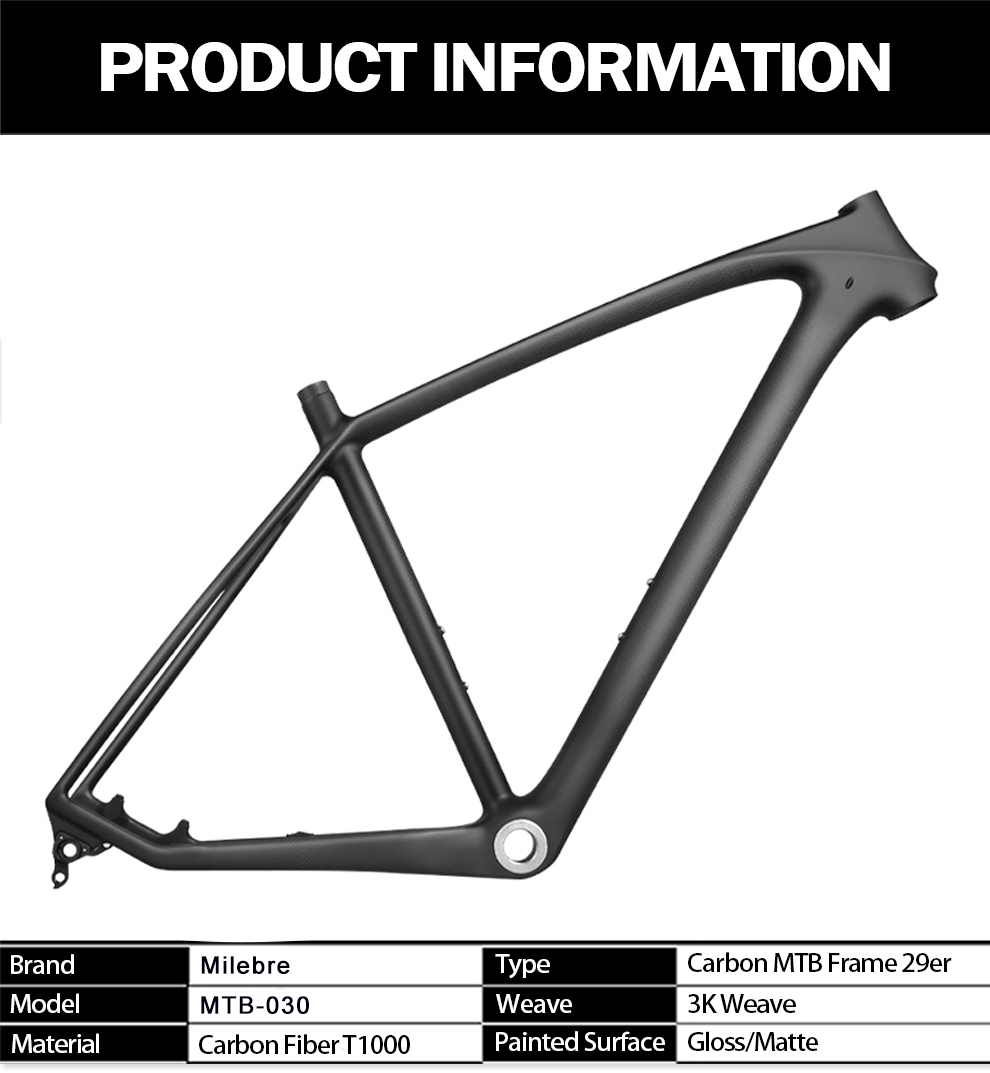 PRODUCT INFORMATION
Brand Milebre Type Carbon MTB Frame 29er
Model MTB-030 Weave 3K Weave
Material Carbon Fiber T1000 Painted Surface Gloss/Matte